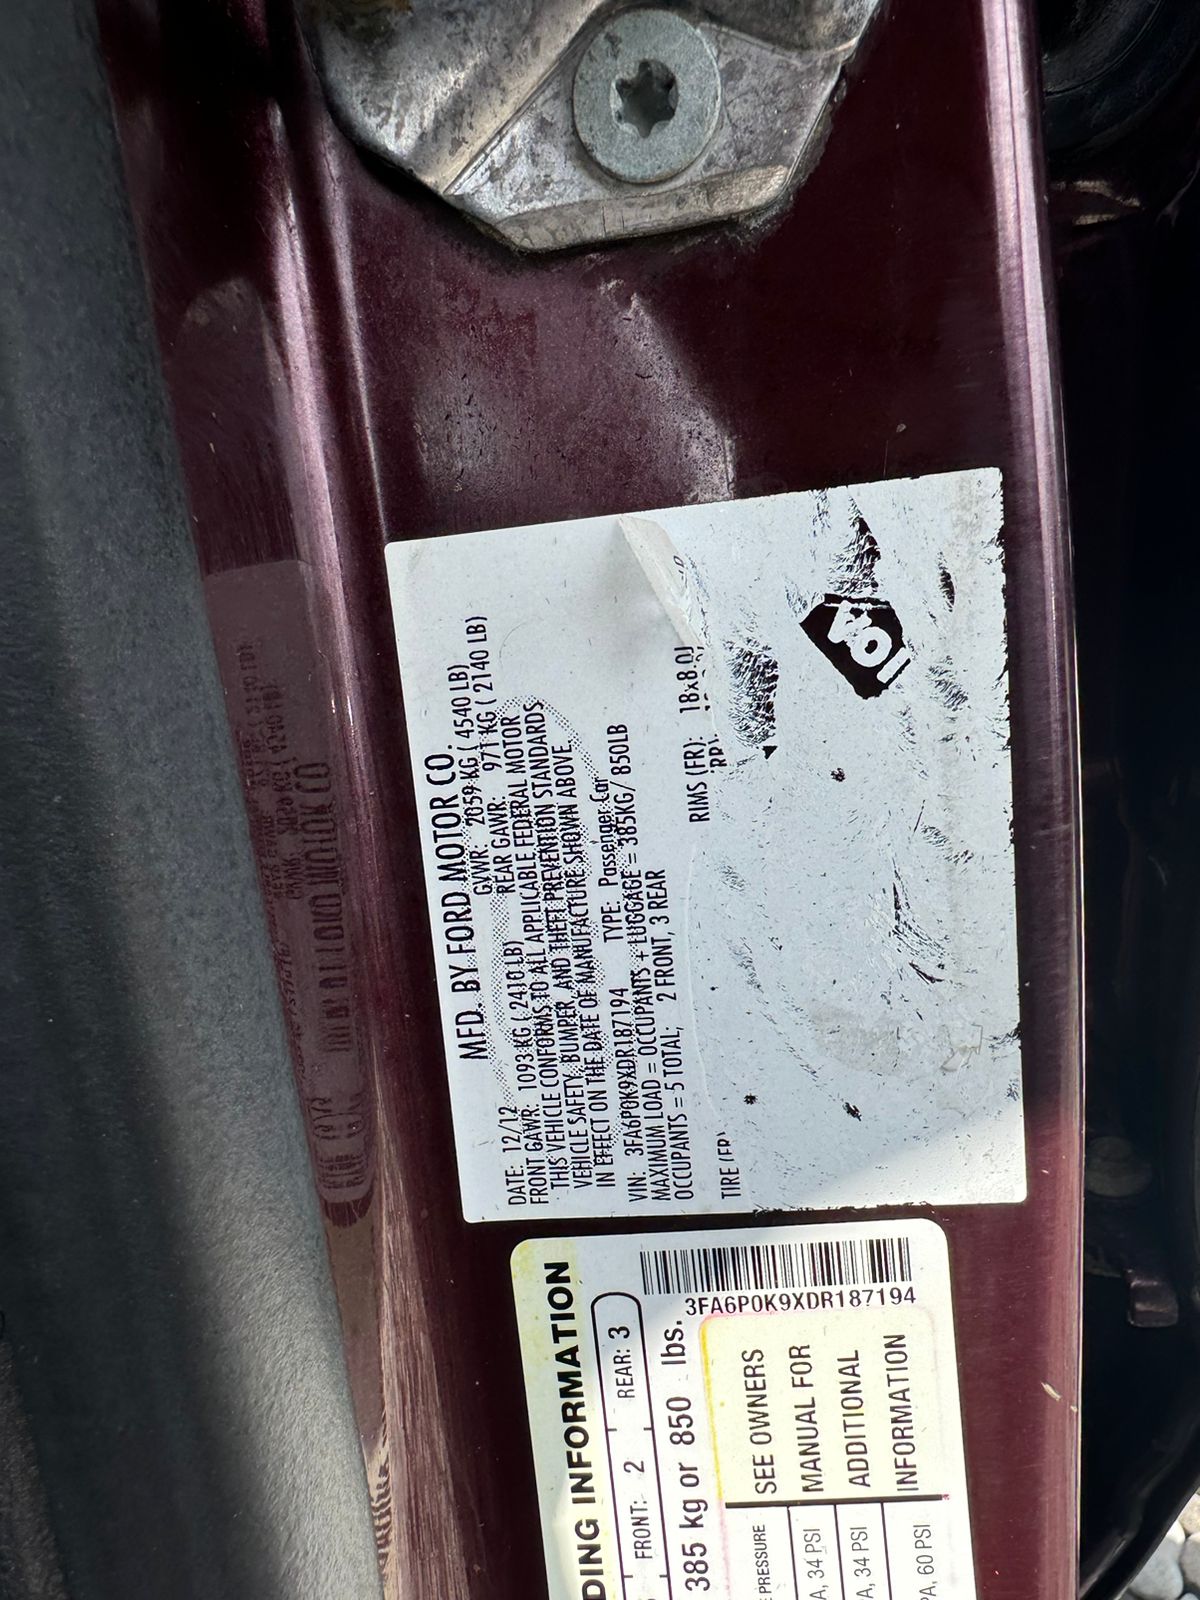 MFD. BY FORD MOTOR CO.
DATE: 12/12 GVWR: 2059 KG ( 4540 LB)
FRONT GAWR: 1093 KG ( 2410 LB) REAR GAWR: 971 KG ( 2140 LB)
THIS VEHICLE CONFORMS TO ALL APPLICABLE FEDERAL MOTOR
VEHICLE SAFETY, BUMPER, AND THEFT PREVENTION STANDARDS
IN EFFECT ON THE DATE OF MANUFACTURE SHOWN ABOVE.
VIN: 3FA6P0K9XDR187194 TYPE: Passenger Car
MAXIMUM LOAD = OCCUPANTS + LUGGAGE = 385KG/ 850LB
OCCUPANTS = 5 TOTAL, 2 FRONT, 3 REAR
RIMS (FR): 18x8.0J
TIRE (FR)
3FA6P0K9XDR187194
DING INFORMATION
FRONT: 2 REAR: 3
385 kg or 850 lbs.
PRESSURE SEE OWNERS
A, 34 PSI MANUAL FOR
A, 34 PSI ADDITIONAL
PA, 60 PSI INFORMATION